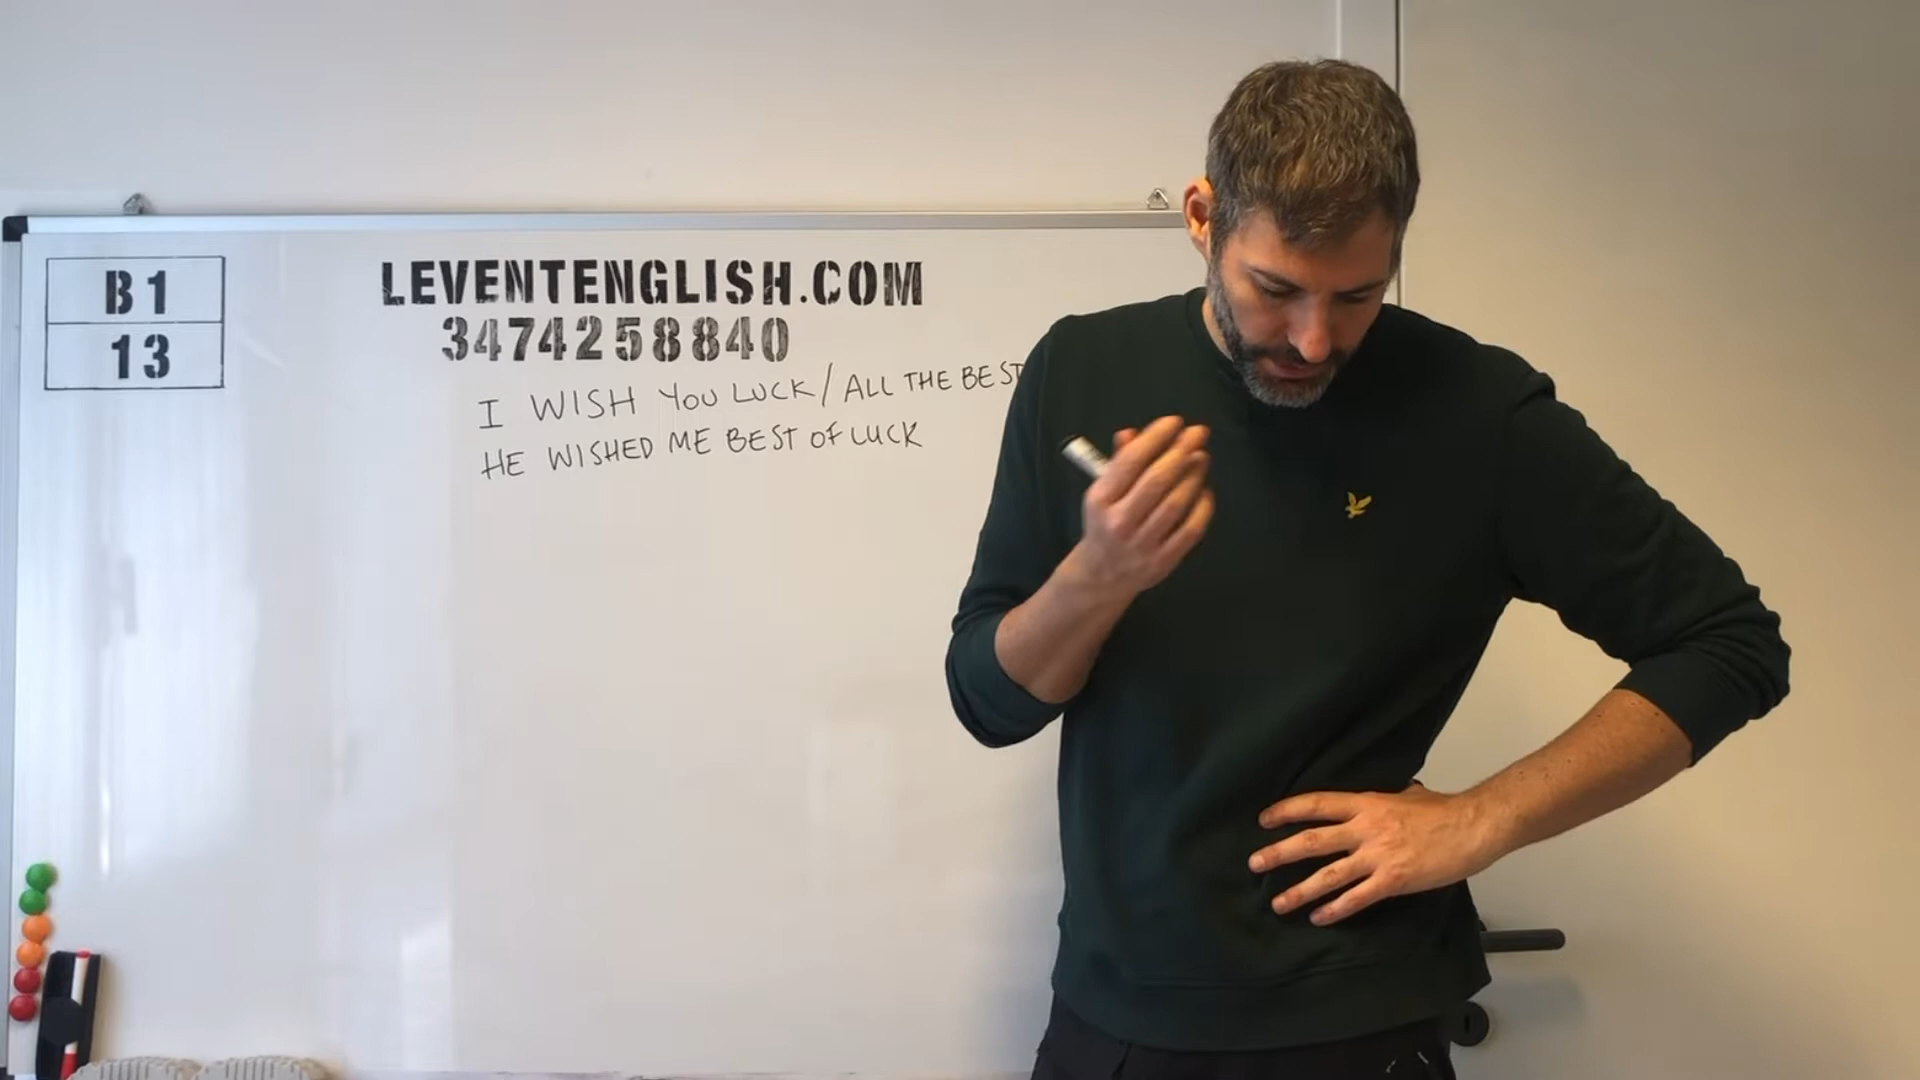 B1
13
LEVENTENGLISH.COM
3474258840
I WISH YOU LUCK / ALL THE BEST
HE WISHED ME BEST OF LUCK